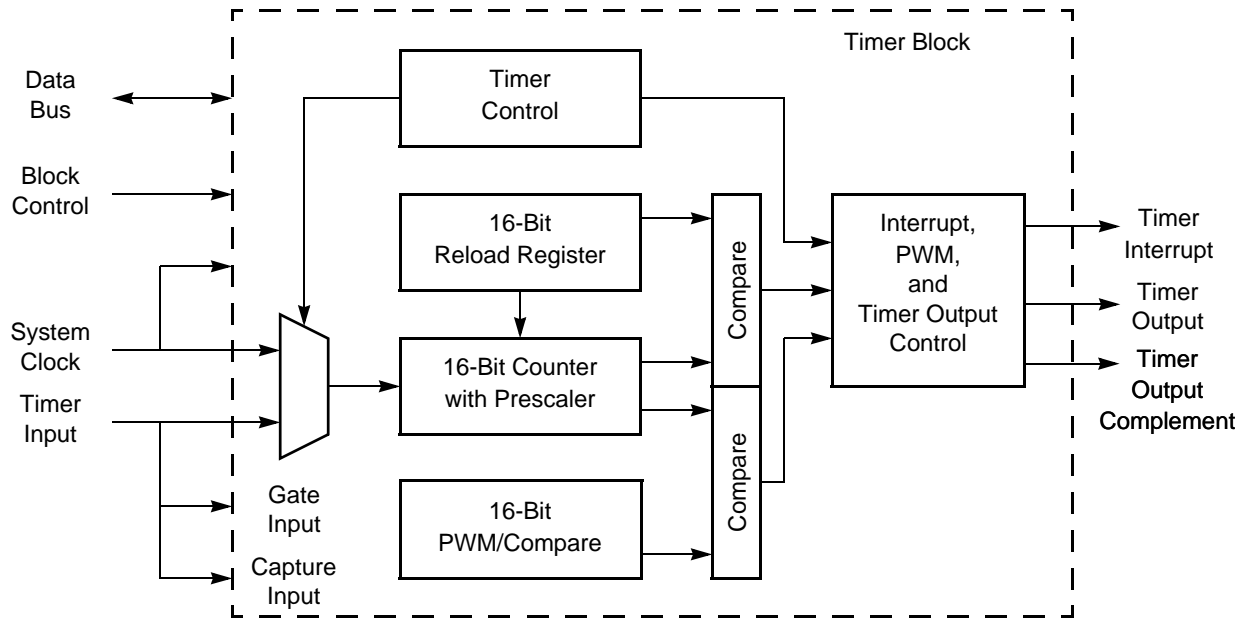 Timer Block
Data
Bus
Timer
Control
Block
Control
16-Bit
Reload Register
Compare
Interrupt,
PWM,
and
Timer Output
Control
Timer
Interrupt
Timer
Output
Timer
Output
Complement
System
Clock
16-Bit Counter
with Prescaler
Timer
Input
Compare
Gate
Input
16-Bit
PWM/Compare
Capture
Input